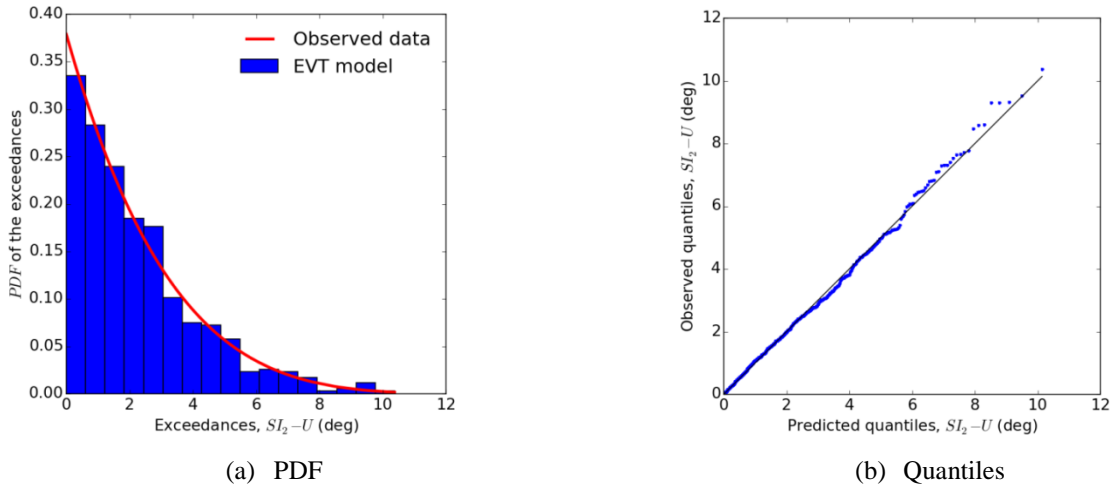 0.40
0.35
0.30
0.25
0.20
0.15
0.10
0.05
0.00
PDF of the exceedances
Observed data
EVT model
0 2 4 6 8 10 12
Exceedances, SI₂−U (deg)
(a) PDF
12
10
8
6
4
2
0
Observed quantiles, SI₂−U (deg)
0 2 4 6 8 10 12
Predicted quantiles, SI₂−U (deg)
(b) Quantiles